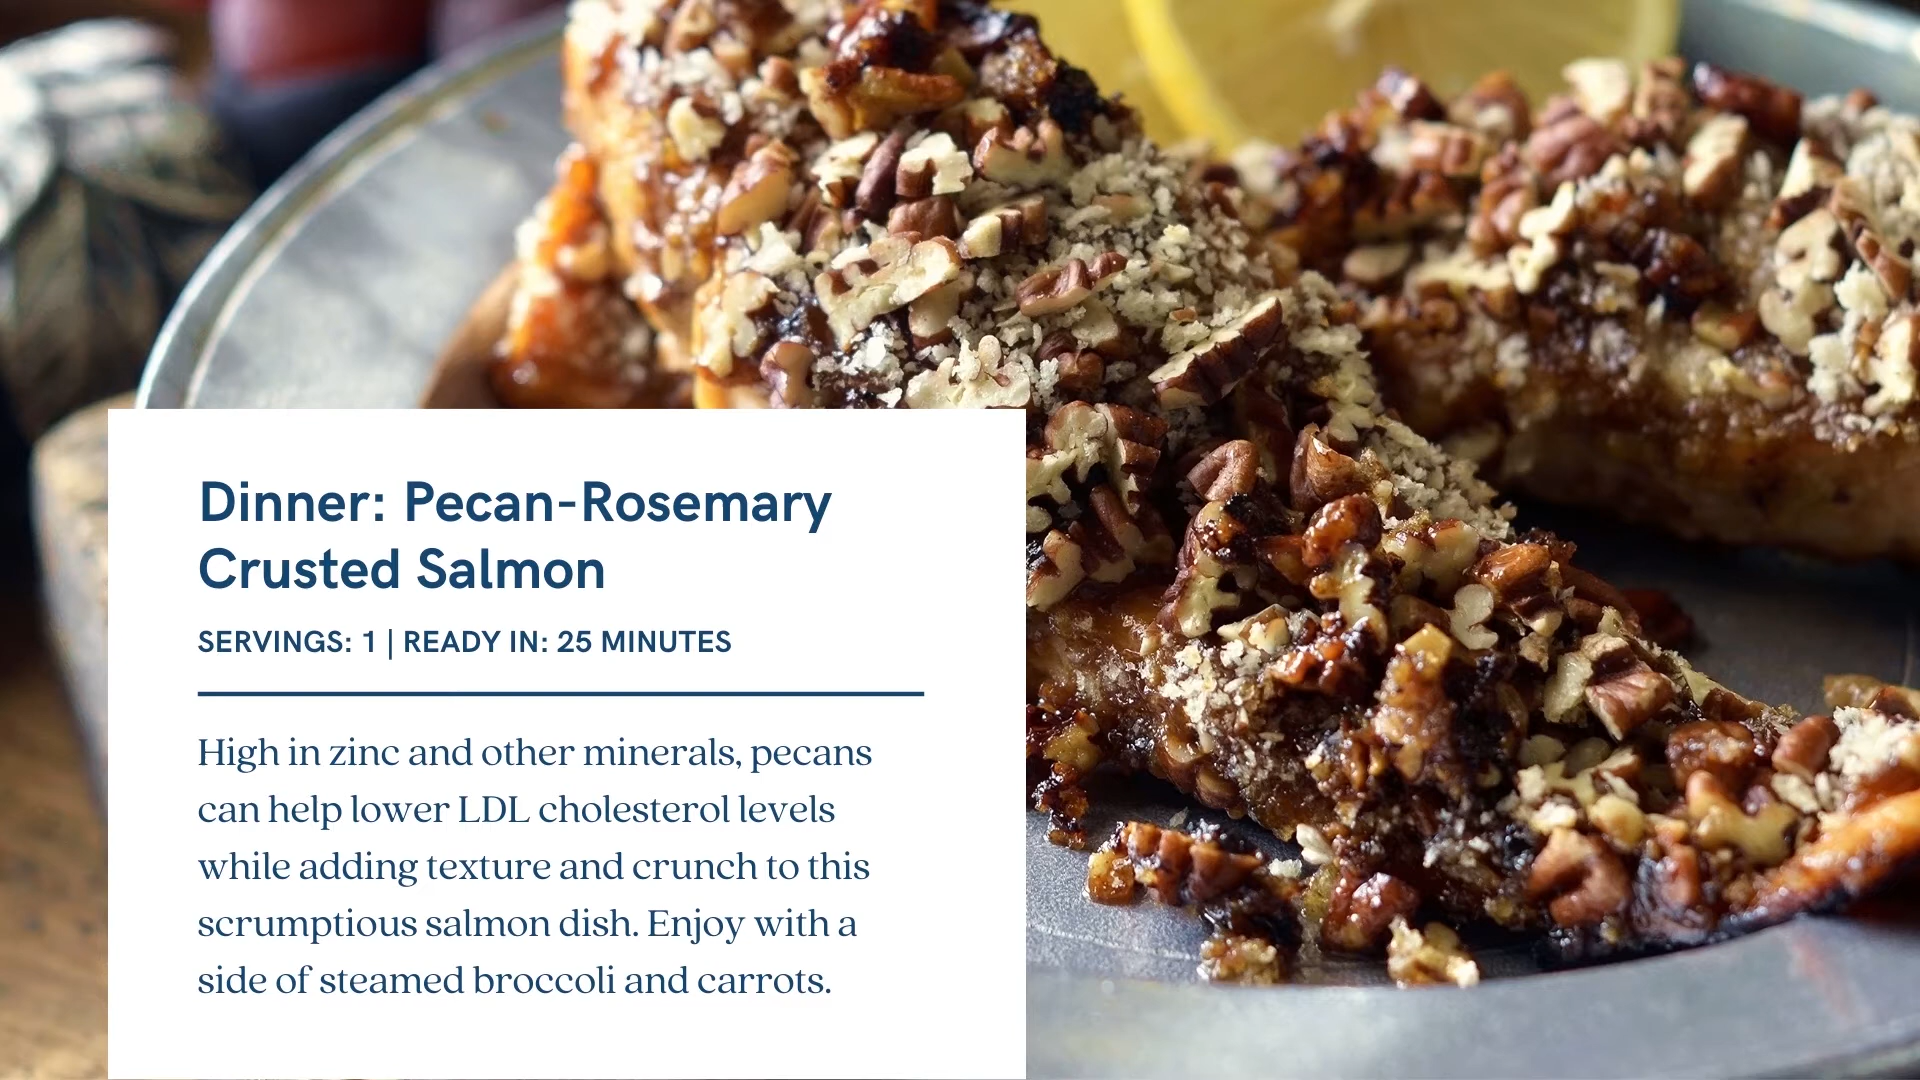 Dinner: Pecan-Rosemary
Crusted Salmon
SERVINGS: 1 | READY IN: 25 MINUTES
High in zinc and other minerals, pecans
can help lower LDL cholesterol levels
while adding texture and crunch to this
scrumptious salmon dish. Enjoy with a
side of steamed broccoli and carrots.